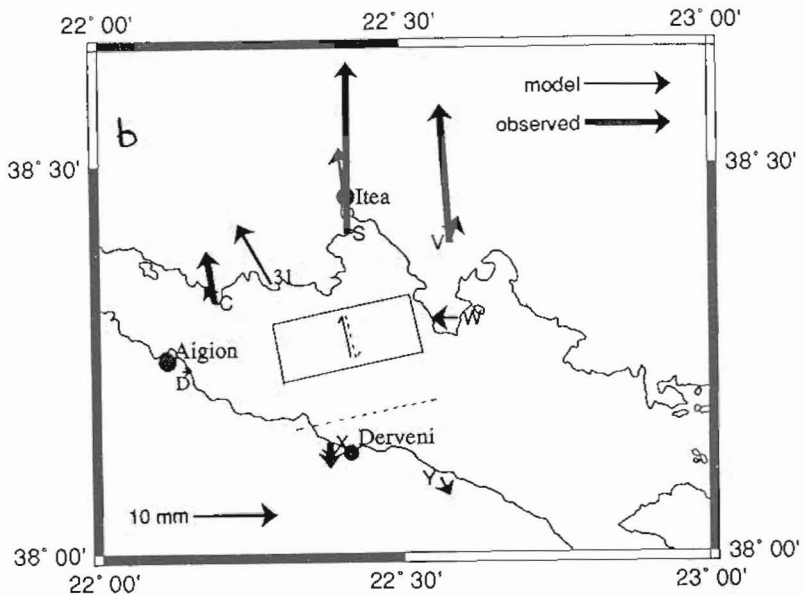 22° 00'
22° 30'
23° 00'
model
observed
b
38° 30'
38° 30'
Itea
S
V
31
C
W
Aigion
D
X
Derveni
Y
10 mm
38° 00'
38° 00'
22° 00'
22° 30'
23° 00'